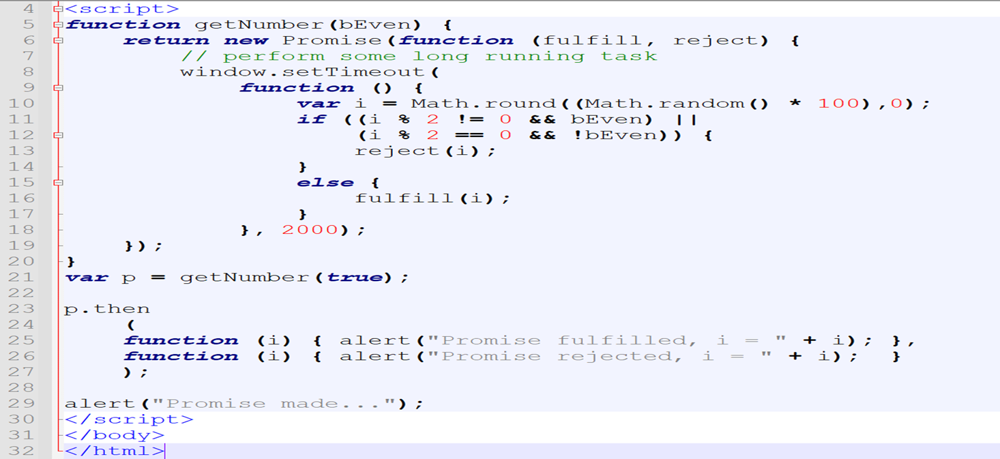 4 <script>
5 function getNumber(bEven) {
6     return new Promise(function (fulfill, reject) {
7         // perform some long running task
8         window.setTimeout(
9             function () {
10                 var i = Math.round((Math.random() * 100),0);
11                 if ((i % 2 != 0 && bEven) ||
12                     (i % 2 == 0 && !bEven)) {
13                     reject(i);
14                 }
15                 else {
16                     fulfill(i);
17                 }
18             }, 2000);
19     });
20 }
21 var p = getNumber(true);
22
23 p.then
24     (
25     function (i) { alert("Promise fulfilled, i = " + i); },
26     function (i) { alert("Promise rejected, i = " + i);  }
27     );
28
29 alert("Promise made...");
30 </script>
31 </body>
32 </html>